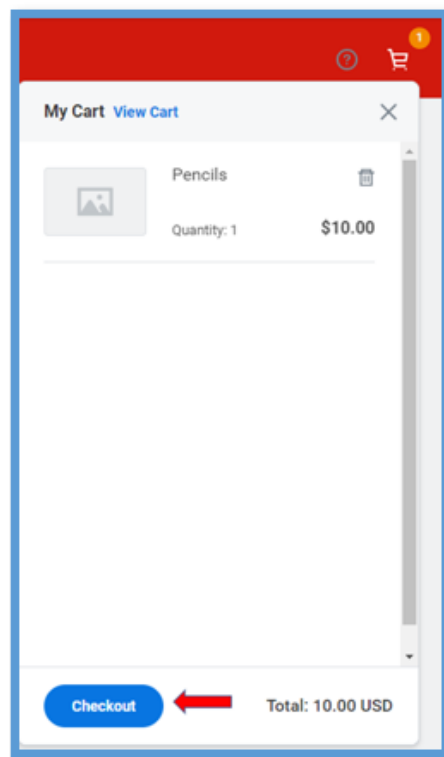 1
?
My Cart View Cart
Pencils
Quantity: 1 $10.00
Checkout Total: 10.00 USD